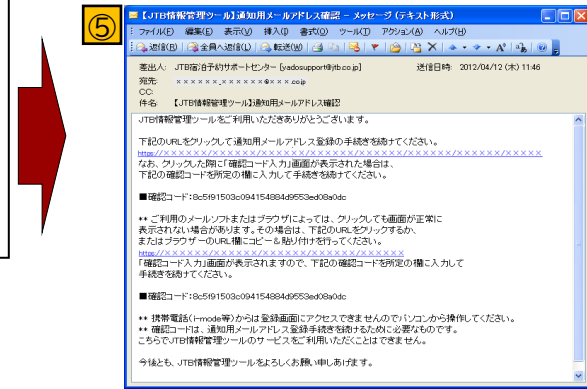 ⑤
【JTB情報管理ツール】通知用メールアドレス確認 - メッセージ (テキスト形式)
ファイル(F) 編集(E) 表示(V) 挿入(I) 書式(O) ツール(T) アクション(A) ヘルプ(H)
返信(R) 全員へ返信(L) 転送(W)
差出人: JTB宿泊予約サポートセンター [yadosupport@jtb.co.jp] 送信日時: 2012/04/12 (木) 11:46
宛先: ××××××.××××××@×××.co.jp
CC:
件名: 【JTB情報管理ツール】通知用メールアドレス確認
JTB情報管理ツールをご利用いただきありがとうございます。
下記のURLをクリックして通知用メールアドレス登録の手続きを続けてください。
https://××××××/××××××/××××××/××××××/××××××/××××××/×××××
なお、クリックした際に「確認コード入力」画面が表示された場合は、
下記の確認コードを所定の欄に入力して手続きを続けてください。
■確認コード:8c5f91503c094154884d9553ed08a0dc
** ご利用のメールソフトまたはブラウザによっては、クリックしても画面が正常に
表示されない場合があります。その場合は、下記のURLをクリックするか、
またはブラウザーのURL欄にコピー&貼り付けを行ってください。
https://××××××/××××××/××××××/××××××
「確認コード入力」画面が表示されますので、下記の確認コードを所定の欄に入力して
手続きを続けてください。
■確認コード:8c5f91503c094154884d9553ed08a0dc
** 携帯電話(i-mode等)からは登録画面にアクセスできませんのでパソコンから操作してください。
** 確認コードは、通知用メールアドレス登録手続きを続けるために必要なものです。
こちらでJTB情報管理ツールのサービスをご利用いただくことはできません。
今後とも、JTB情報管理ツールをよろしくお願い申しあげます。